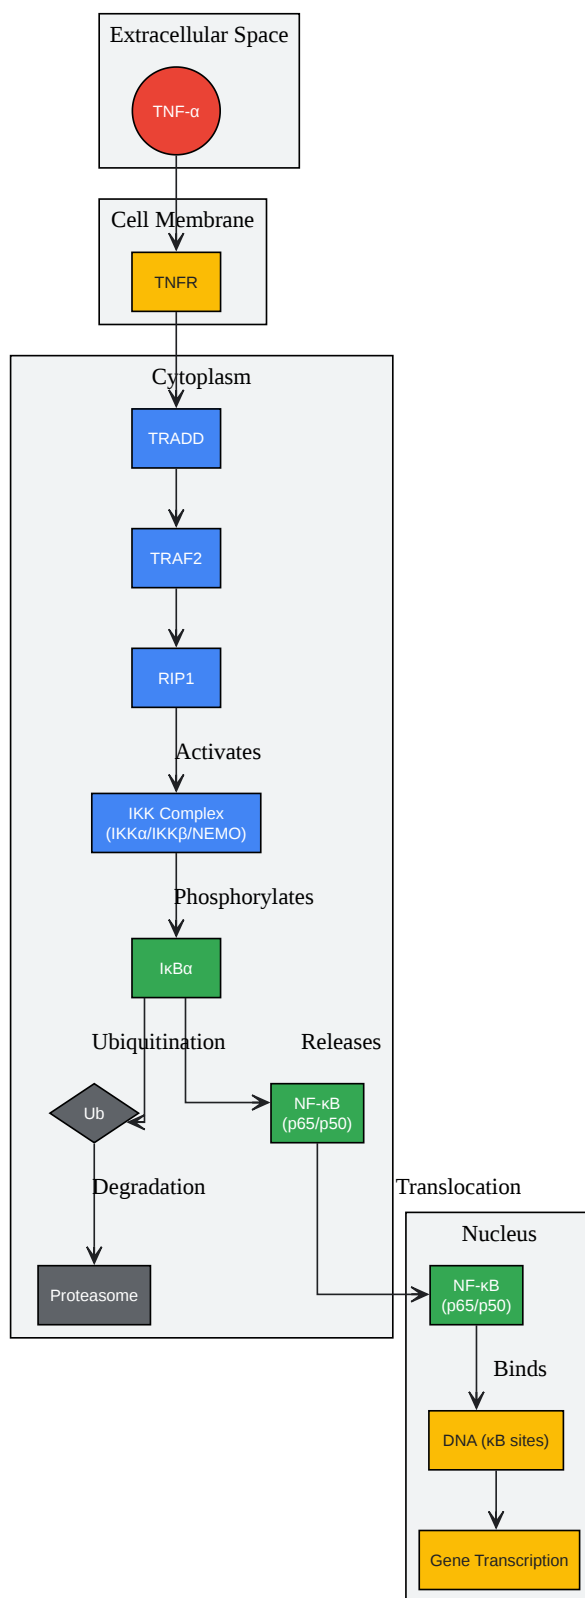 Extracellular Space
TNF-α
Cell Membrane
TNFR
Cytoplasm
TRADD
TRAF2
RIP1
Activates
IKK Complex
(IKKα/IKKβ/NEMO)
Phosphorylates
IκBα
Ubiquitination
Releases
Ub
NF-κB
(p65/p50)
Degradation
Translocation
Nucleus
Proteasome
NF-κB
(p65/p50)
Binds
DNA (κB sites)
Gene Transcription